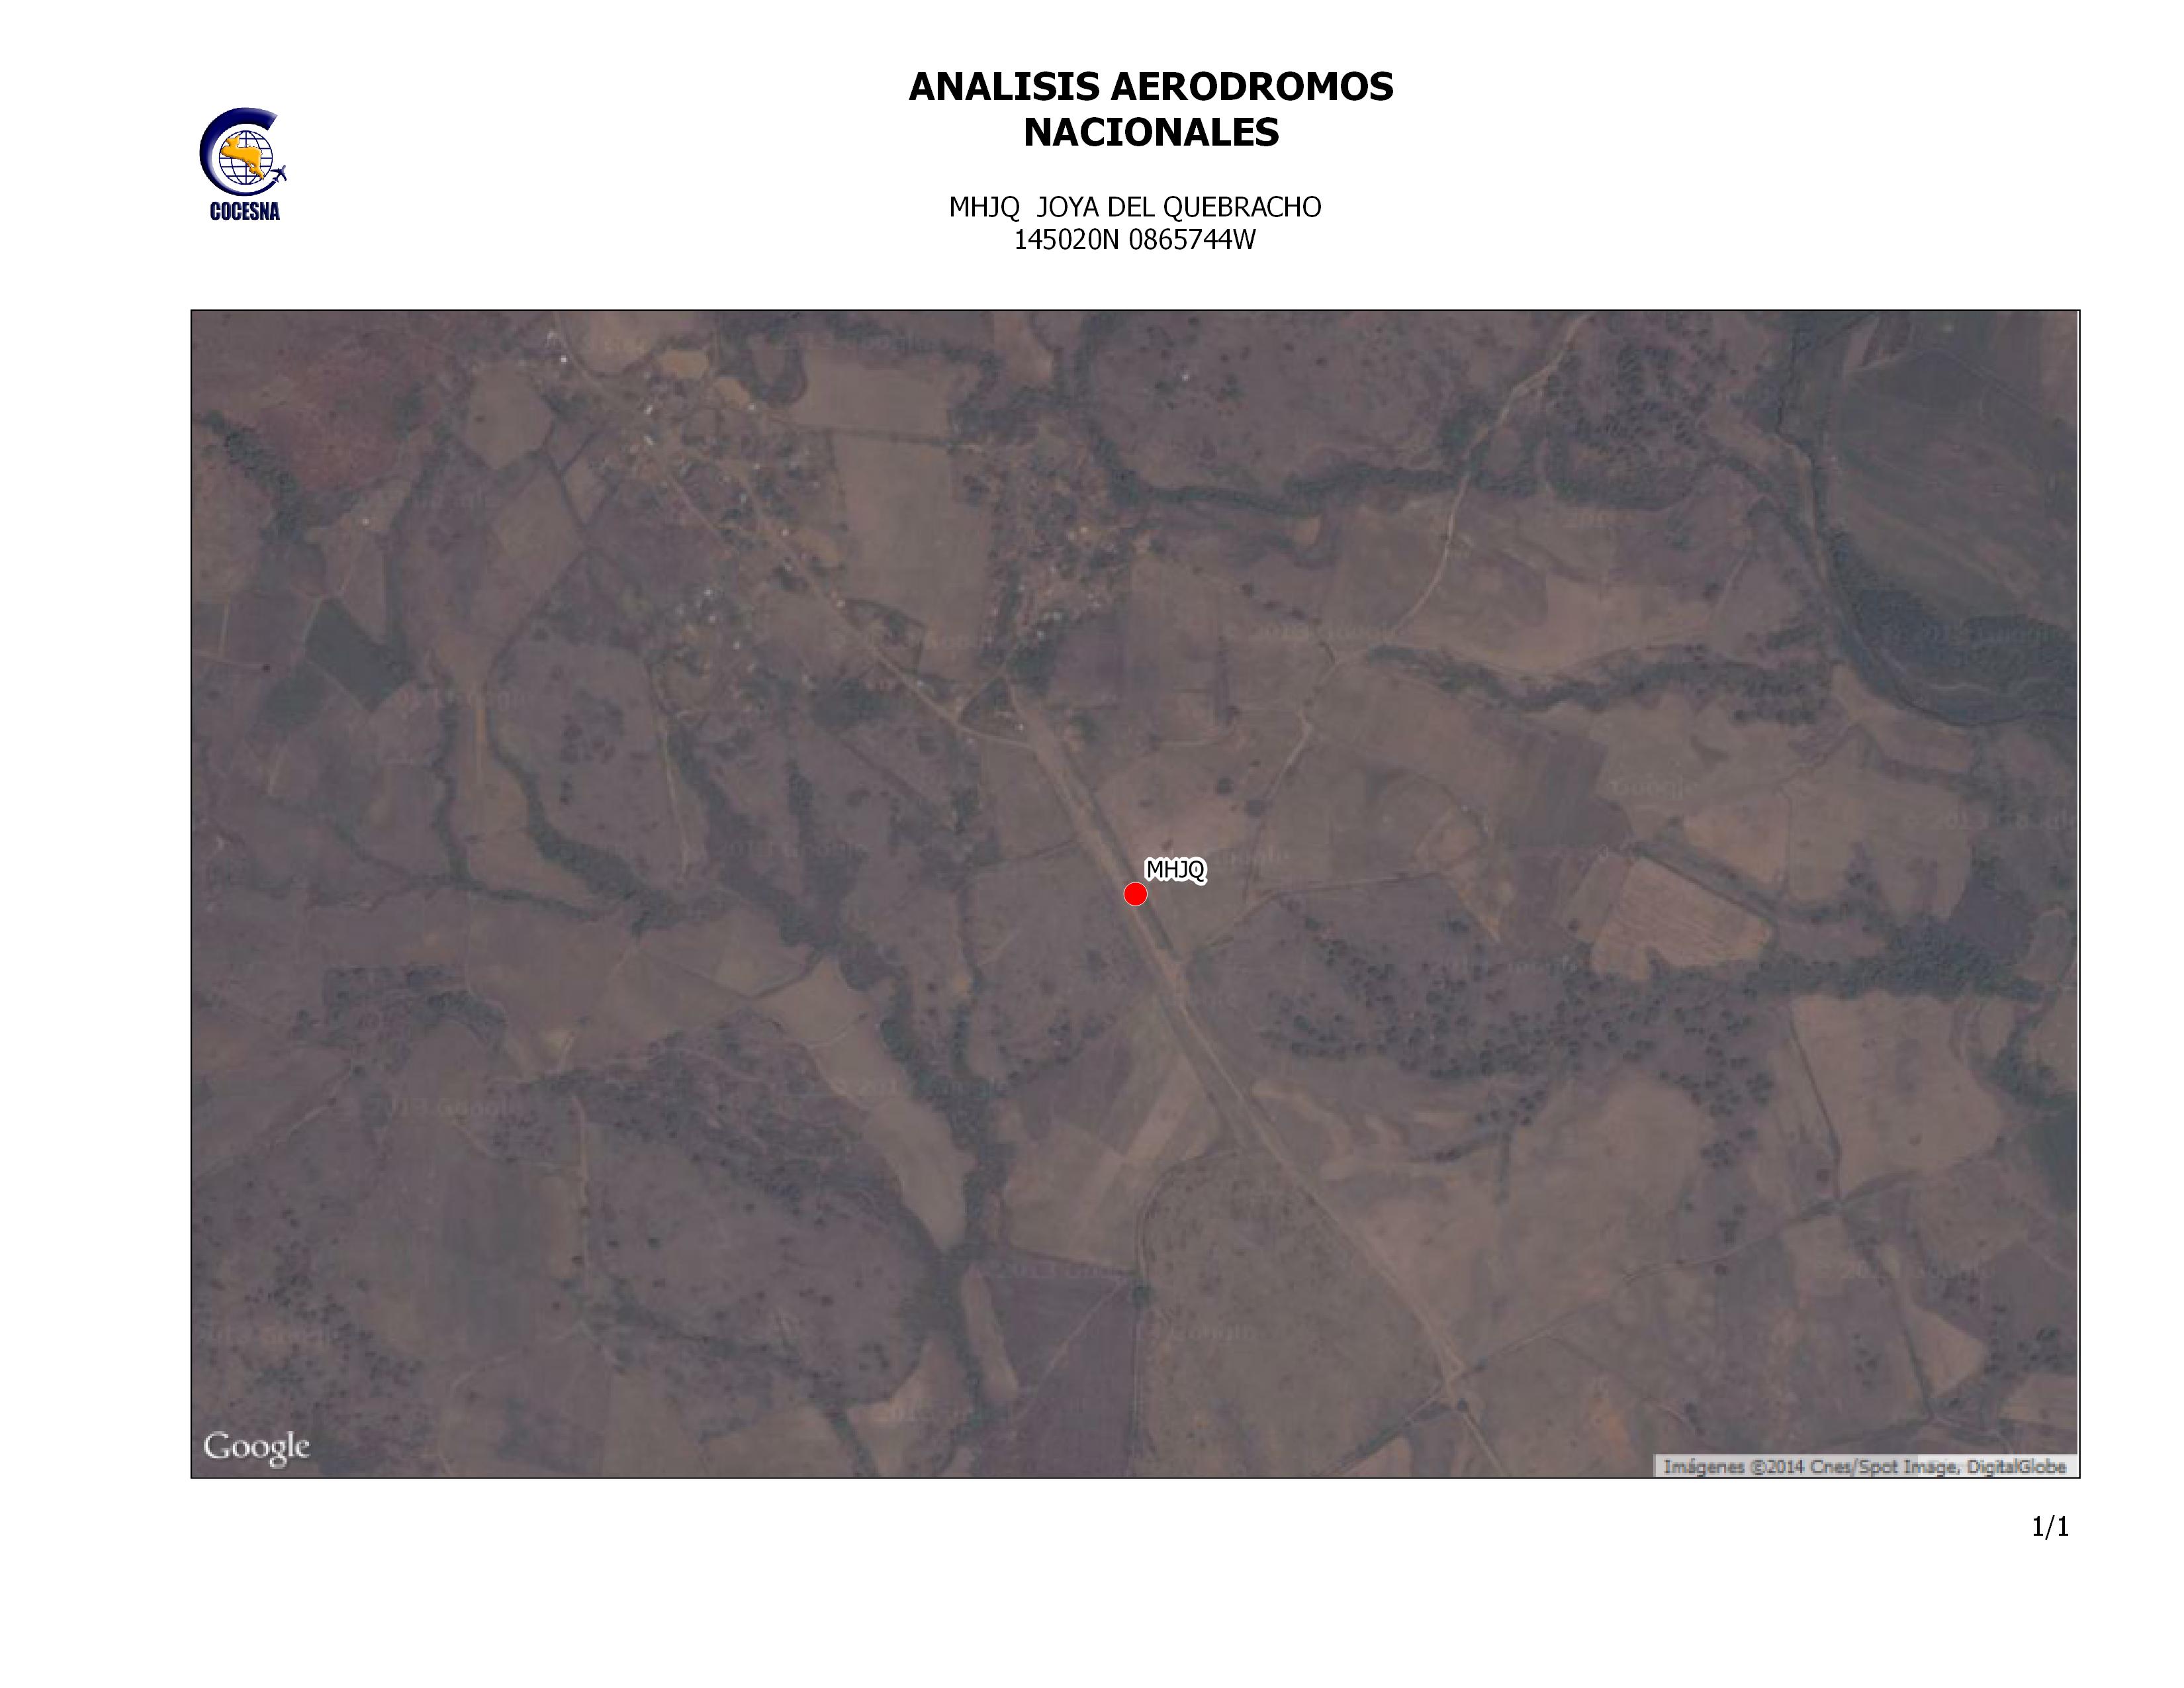 ANALISIS AERODROMOS
NACIONALES
COCESNA
MHJQ JOYA DEL QUEBRACHO
145020N 0865744W
MHJQ
Google
Imágenes ©2014 Cnes/Spot Image, DigitalGlobe
1/1